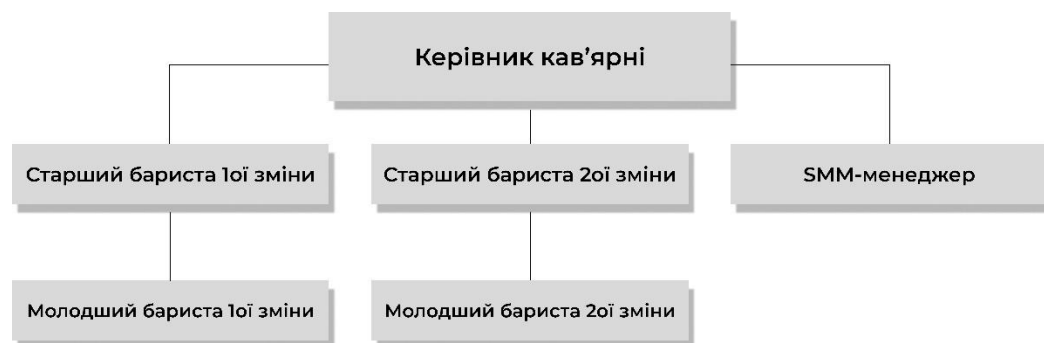 Керівник кав’ярні
Старший бариста 1ої зміни
Старший бариста 2ої зміни
SMM-менеджер
Молодший бариста 1ої зміни
Молодший бариста 2ої зміни